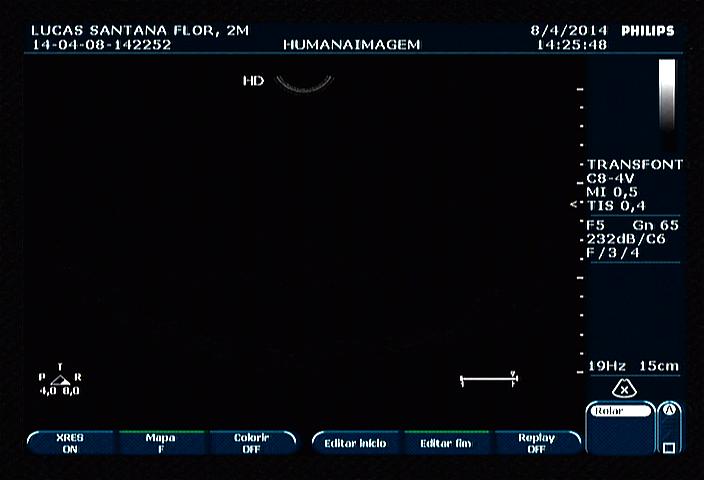 LUCAS SANTANA FLOR, 2M
8/4/2014 PHILIPS
14-04-08-142252 HUMANAIMAGEM 14:25:48
HD
TRANSFONT
C8-4V
MI 0,5
TIS 0,4
F5 Gn 65
232dB/C6
F/3/4
19Hz 15cm
T
P R
4,0 8,0
V
Rolar A
XRES ON
Mapa F
Colorir OFF
Editar início
Editar fim
Replay OFF